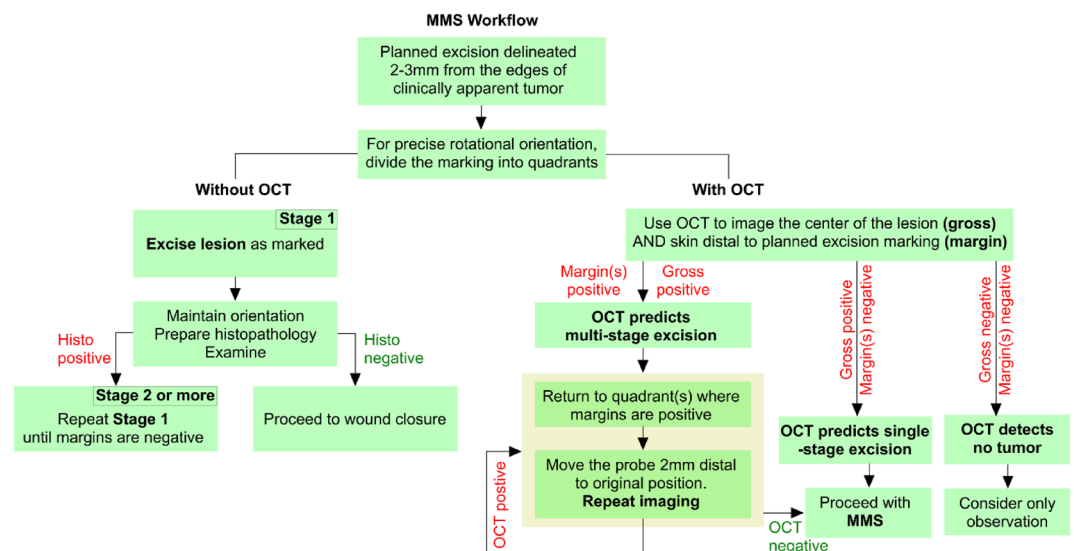 MMS Workflow
Planned excision delineated
2-3mm from the edges of
clinically apparent tumor
For precise rotational orientation,
divide the marking into quadrants
Without OCT
With OCT
Stage 1
Excise lesion as marked
Maintain orientation
Prepare histopathology
Examine
Histo
positive
Histo
negative
Stage 2 or more
Repeat Stage 1
until margins are negative
Proceed to wound closure
Use OCT to image the center of the lesion (gross)
AND skin distal to planned excision marking (margin)
Margin(s)
positive
Gross
positive
OCT predicts
multi-stage excision
Return to quadrant(s) where
margins are positive
Move the probe 2mm distal
to original position.
Repeat imaging
OCT postive
OCT
negative
Gross positive
Margin(s) negative
OCT predicts single
-stage excision
Proceed with
MMS
Gross negative
Margin(s) negative
OCT detects
no tumor
Consider only
observation